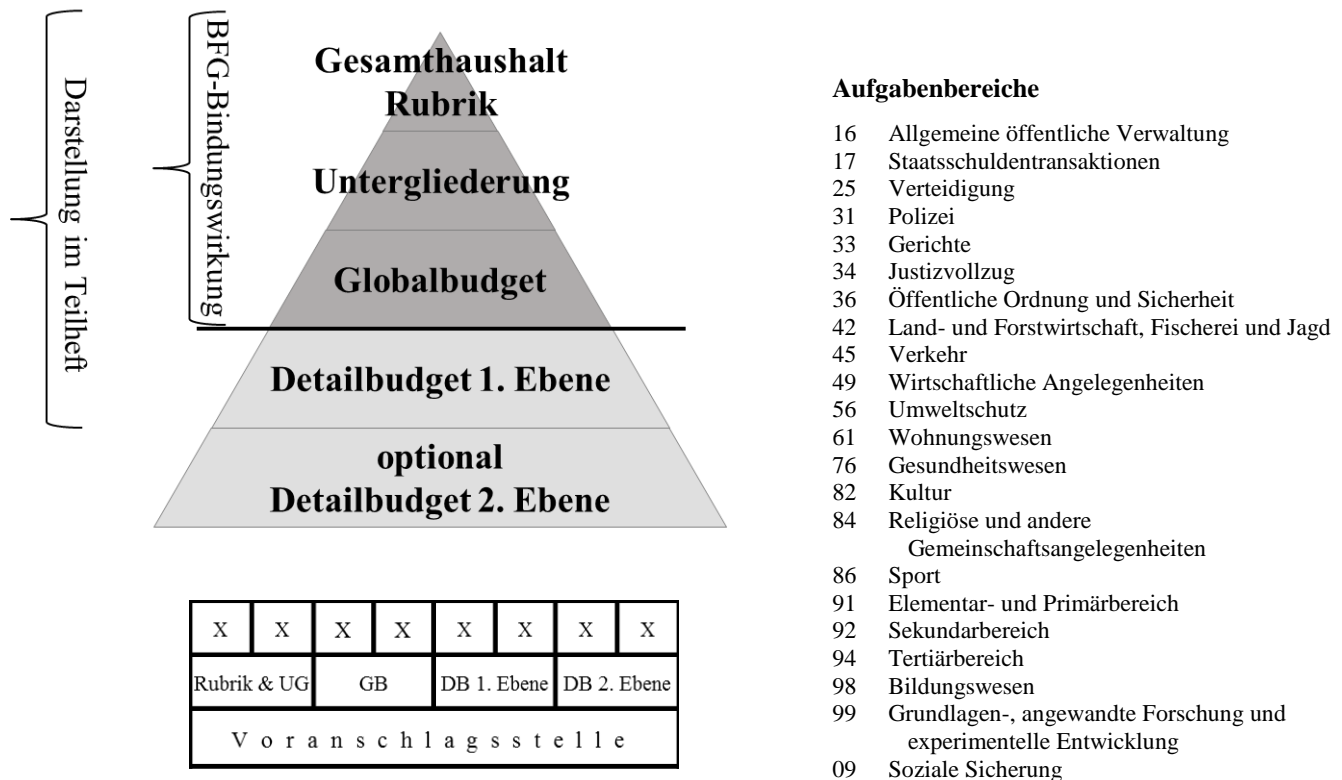 Darstellung im Teilheft
BFG-Bindungswirkung
Gesamthaushalt
Rubrik
Untergliederung
Globalbudget
Detailbudget 1. Ebene
optional
Detailbudget 2. Ebene
X X X X X X X X
Rubrik & UG GB DB 1. Ebene DB 2. Ebene
Voranschlagsstelle
Aufgabenbereiche
16 Allgemeine öffentliche Verwaltung
17 Staatsschuldentransaktionen
25 Verteidigung
31 Polizei
33 Gerichte
34 Justizvollzug
36 Öffentliche Ordnung und Sicherheit
42 Land- und Forstwirtschaft, Fischerei und Jagd
45 Verkehr
49 Wirtschaftliche Angelegenheiten
56 Umweltschutz
61 Wohnungswesen
76 Gesundheitswesen
82 Kultur
84 Religiöse und andere
Gemeinschaftsangelegenheiten
86 Sport
91 Elementar- und Primärbereich
92 Sekundarbereich
94 Tertiärbereich
98 Bildungswesen
99 Grundlagen-, angewandte Forschung und
experimentelle Entwicklung
09 Soziale Sicherung